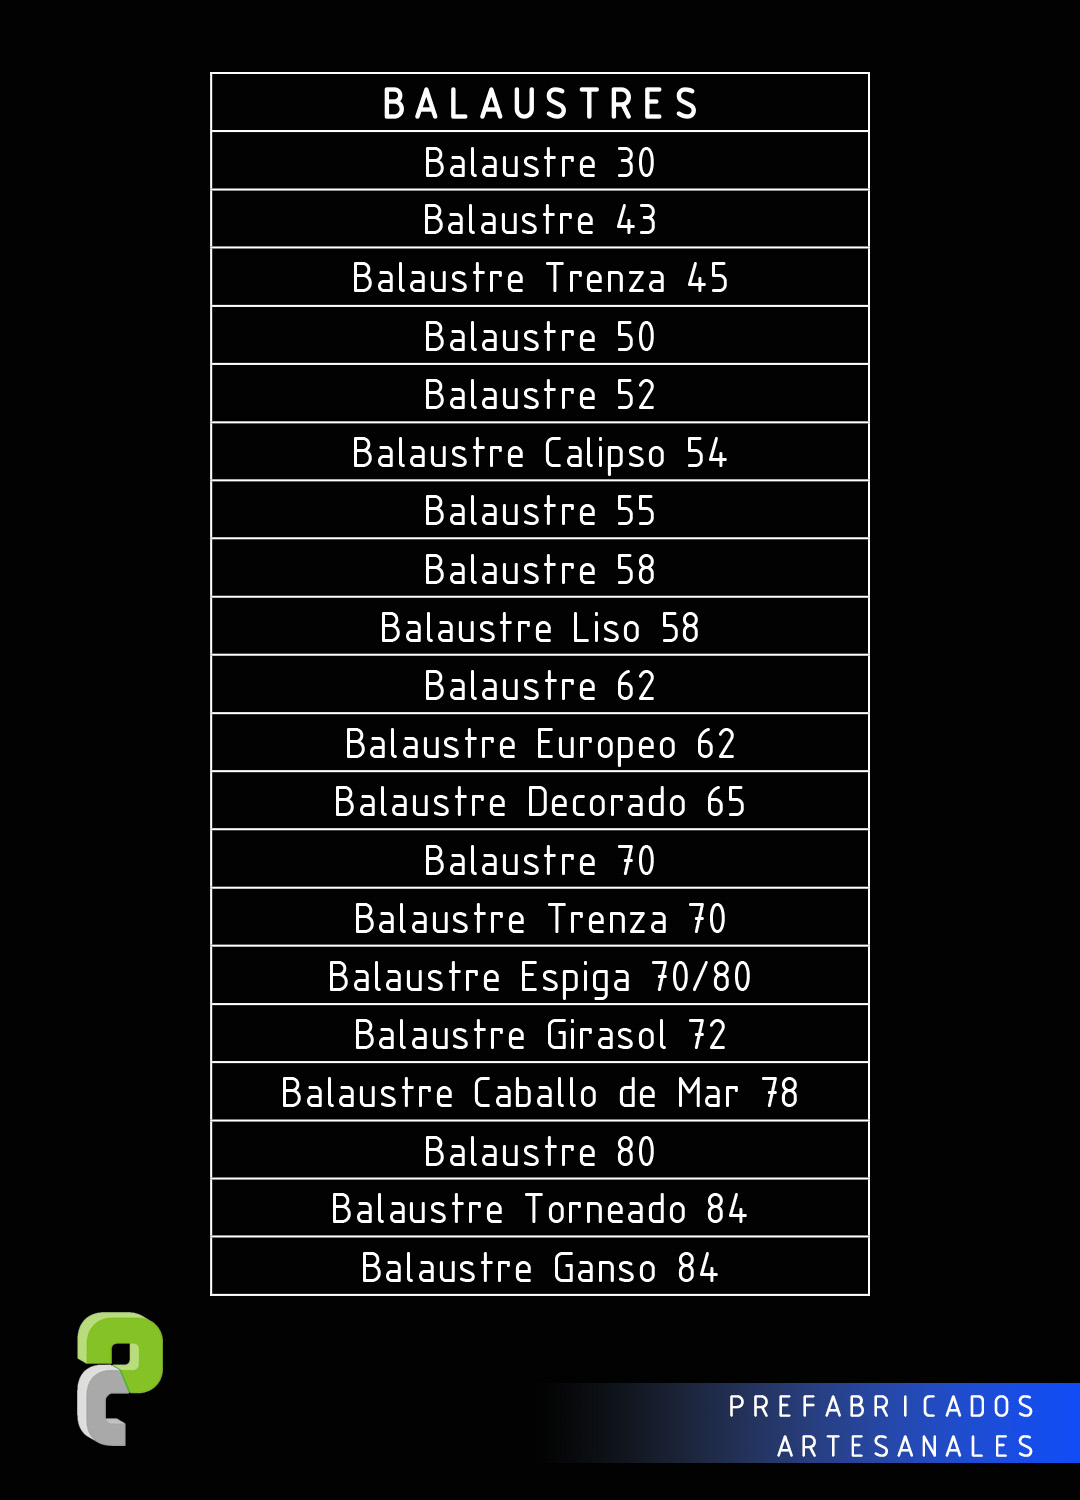 BALAUSTRES
Balaustre 30
Balaustre 43
Balaustre Trenza 45
Balaustre 50
Balaustre 52
Balaustre Calipso 54
Balaustre 55
Balaustre 58
Balaustre Liso 58
Balaustre 62
Balaustre Europeo 62
Balaustre Decorado 65
Balaustre 70
Balaustre Trenza 70
Balaustre Espiga 70/80
Balaustre Girasol 72
Balaustre Caballo de Mar 78
Balaustre 80
Balaustre Torneado 84
Balaustre Ganso 84
PREFABRICADOS
ARTESANALES